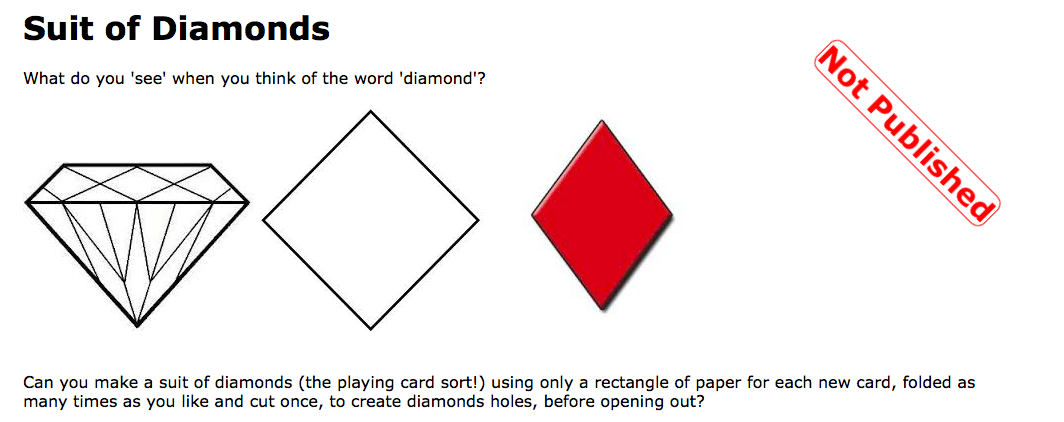 Suit of Diamonds
What do you 'see' when you think of the word 'diamond'?
Not Published
Can you make a suit of diamonds (the playing card sort!) using only a rectangle of paper for each new card, folded as
many times as you like and cut once, to create diamonds holes, before opening out?